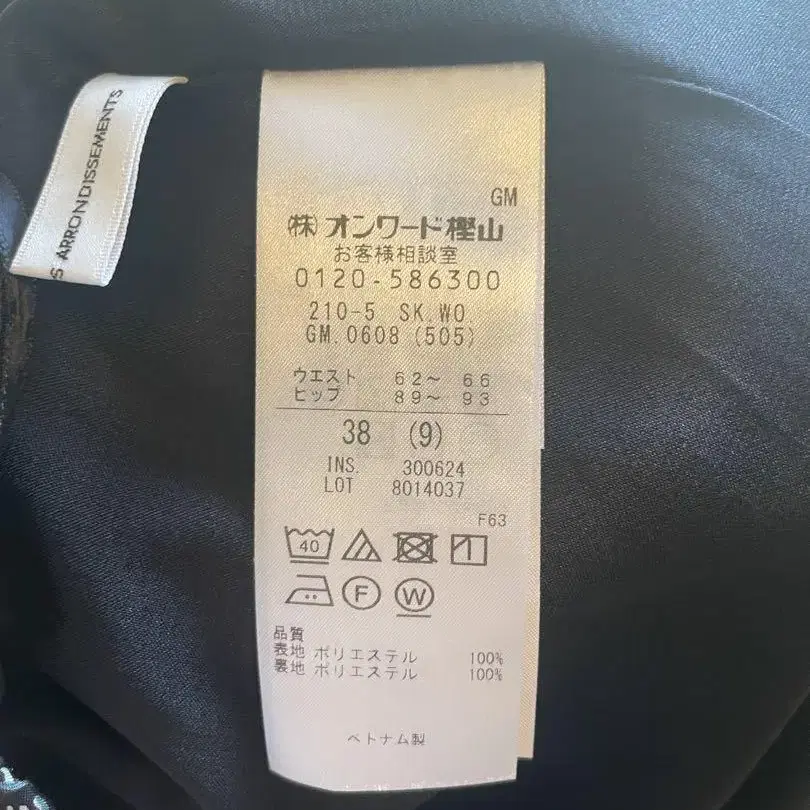 S ARRONDISSEMENTS
GM
(株)オンワード樫山
お客様相談室
0120-586300
210-5 SK.WO.
GM.0608 (505)
ウエスト 62〜 66
ヒップ 89〜 93
38 (9)
INS. 300624
LOT 8014037
F63
40
F
W
品質
表地 ポリエステル 100%
裏地 ポリエステル 100%
ベトナム製